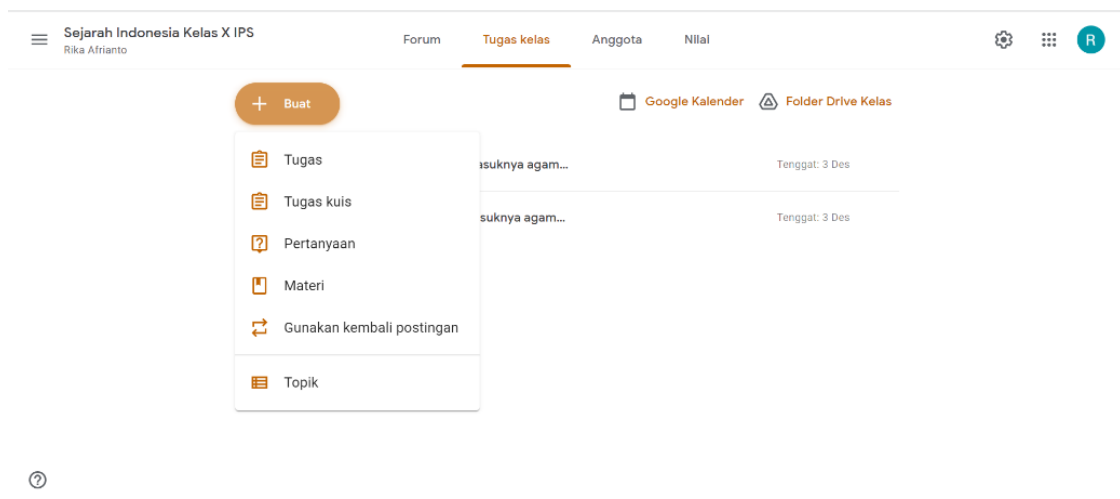 Sejarah Indonesia Kelas X IPS
Rika Afrianto
Forum Tugas kelas Anggota Nilai
R
Buat
Google Kalender Folder Drive Kelas
Tugas
Tugas kuis
Pertanyaan
Materi
Gunakan kembali postingan
Topik
asuknya agam... Tenggat: 3 Des
suknya agam... Tenggat: 3 Des